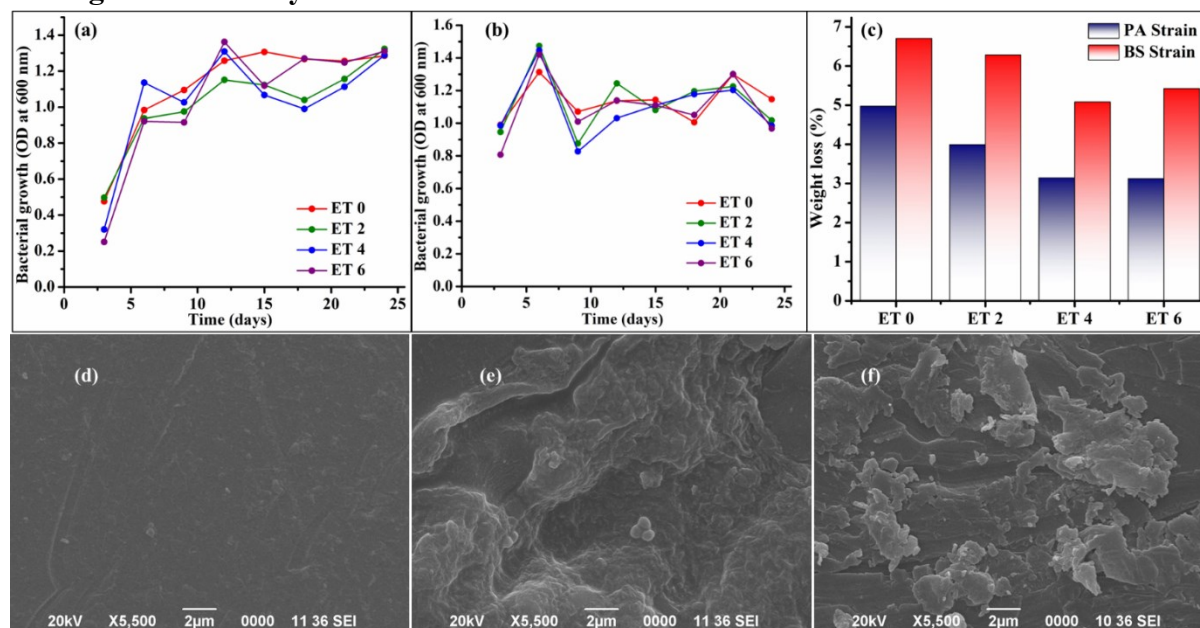 (a)
Bacterial growth (OD at 600 nm)
1.4
1.2
1.0
0.8
0.6
0.4
0.2
0.0
ET 0
ET 2
ET 4
ET 6
0 5 10 15 20 25
Time (days)
(b)
Bacterial growth (OD at 600 nm)
1.6
1.4
1.2
1.0
0.8
0.6
0.4
0.2
0.0
ET 0
ET 2
ET 4
ET 6
0 5 10 15 20 25
Time (days)
(c)
PA Strain
BS Strain
Weight loss (%)
7
6
5
4
3
2
1
0
ET 0 ET 2 ET 4 ET 6
(d)
20kV X5,500 2µm 0000 11 36 SEI
(e)
20kV X5,500 2µm 0000 11 36 SEI
(f)
20kV X5,500 2µm 0000 10 36 SEI